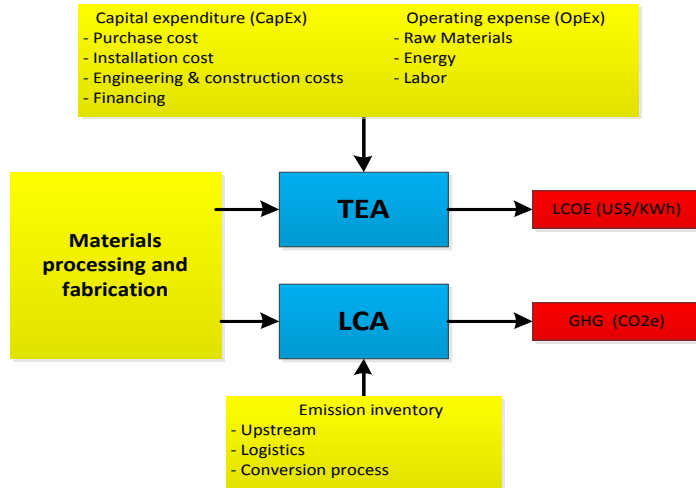 Capital expenditure (CapEx)
- Purchase cost
- Installation cost
- Engineering & construction costs
- Financing
Operating expense (OpEx)
- Raw Materials
- Energy
- Labor
Materials
processing and
fabrication
TEA
LCOE (US$/KWh)
LCA
GHG (CO2e)
Emission inventory
- Upstream
- Logistics
- Conversion process